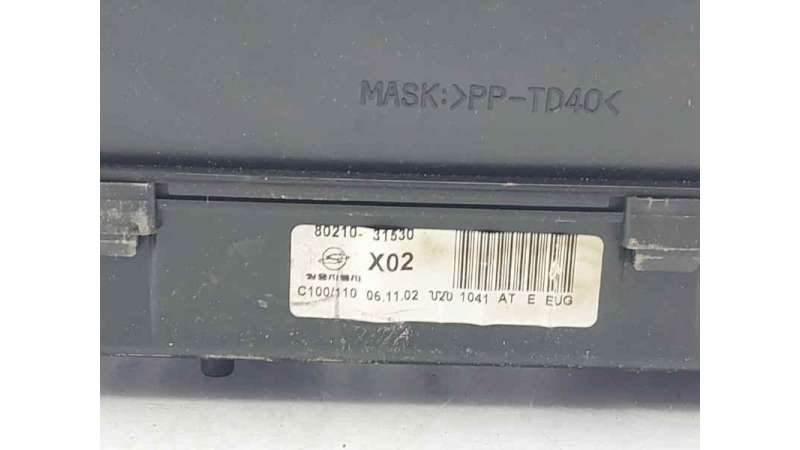 MASK:>PP-TD40<
80210- 31530
X02
C100/110 06.11.02 1041 AT E EUG